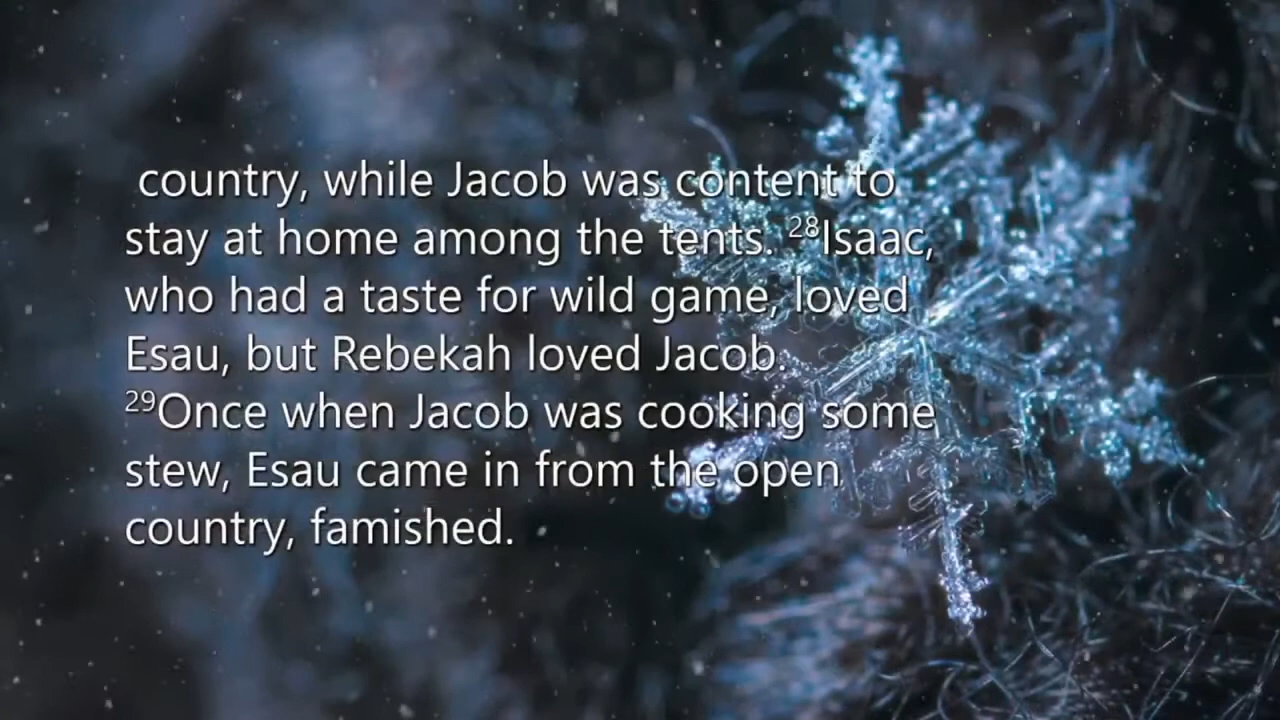 country, while Jacob was content to
stay at home among the tents. ²⁸Isaac,
who had a taste for wild game, loved
Esau, but Rebekah loved Jacob.
²⁹Once when Jacob was cooking some
stew, Esau came in from the open
country, famished.